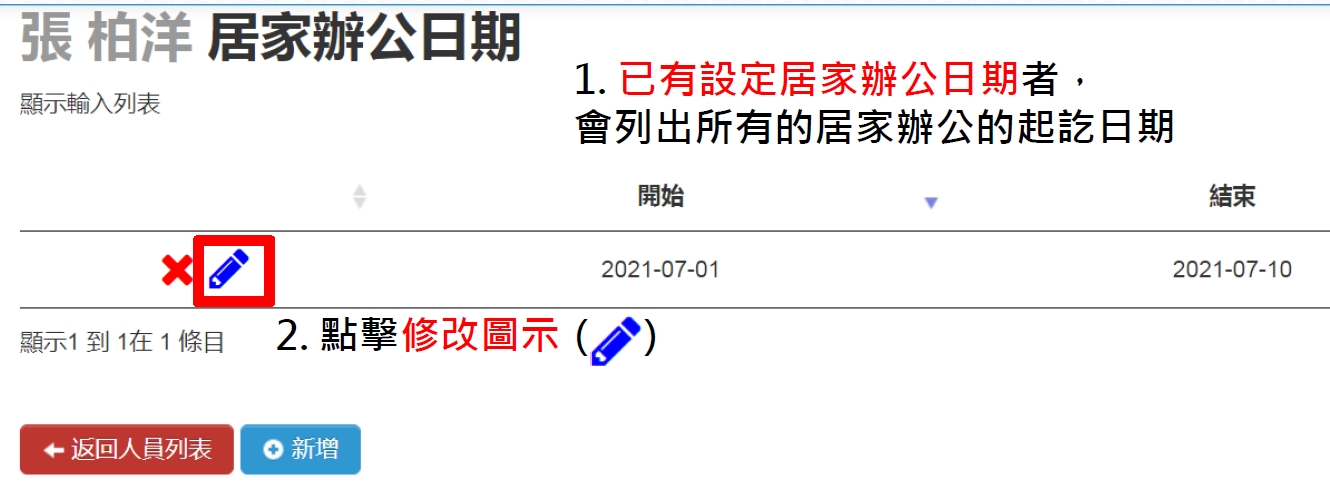 張 柏洋 居家辦公日期
顯示輸入列表
1. 已有設定居家辦公日期者，
會列出所有的居家辦公的起訖日期
開始 結束
2021-07-01 2021-07-10
顯示1 到 1在 1 條目
2. 點擊修改圖示 ( )
返回人員列表 新增